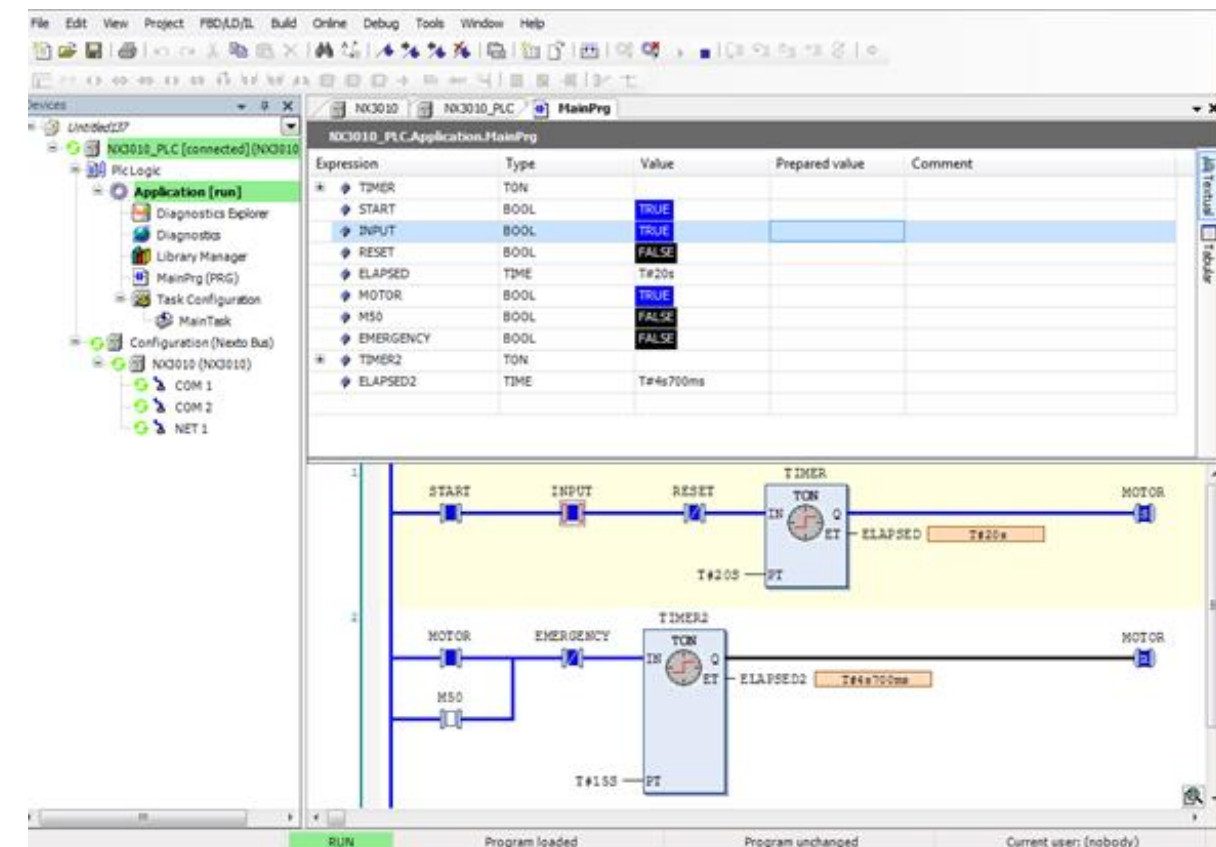 File Edit View Project FBD/LD/IL Build Online Debug Tools Window Help
Devices
NX3010 NX3010_PLC MainPrg
Untitled137
NX3010_PLC [connected] (NX3010
PlcLogic
Application [run]
Diagnostics Explorer
Diagnostics
Library Manager
MainPrg (PRG)
Task Configuration
MainTask
Configuration (Nexto Bus)
NX3010 (NX3010)
COM 1
COM 2
NET 1
NX3010_PLC.Application.MainPrg
Expression Type Value Prepared value Comment
TIMER TON
START BOOL TRUE
INPUT BOOL TRUE
RESET BOOL FALSE
ELAPSED TIME T#20s
MOTOR BOOL TRUE
M50 BOOL FALSE
EMERGENCY BOOL FALSE
TIMER2 TON
ELAPSED2 TIME T#4s700ms
Textual
Tabular
1
TIMER
START INPUT RESET TON MOTOR
IN Q
ET ELAPSED T#20s
T#20S PT
2
TIMER2
MOTOR EMERGENCY TON MOTOR
IN Q
ET ELAPSED2 T#4s700ms
M50
T#15S PT
RUN Program loaded Program unchanged Current user: (nobody)